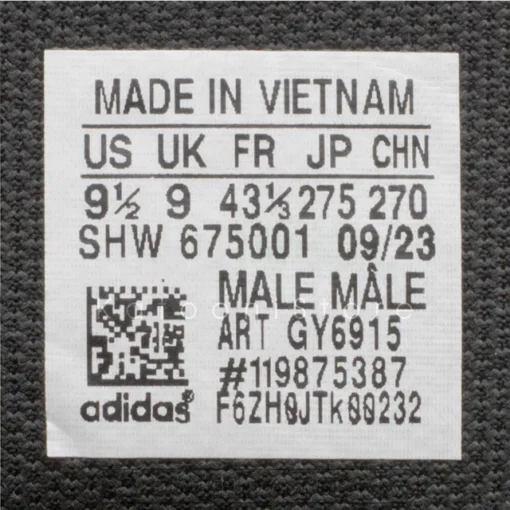 MADE IN VIETNAM
US UK FR JP CHN
9½ 9 43⅓ 275 270
SHW 675001 09/23
MALE MÂLE
ART GY6915
#119875387
adidas F6ZH0JTk00232